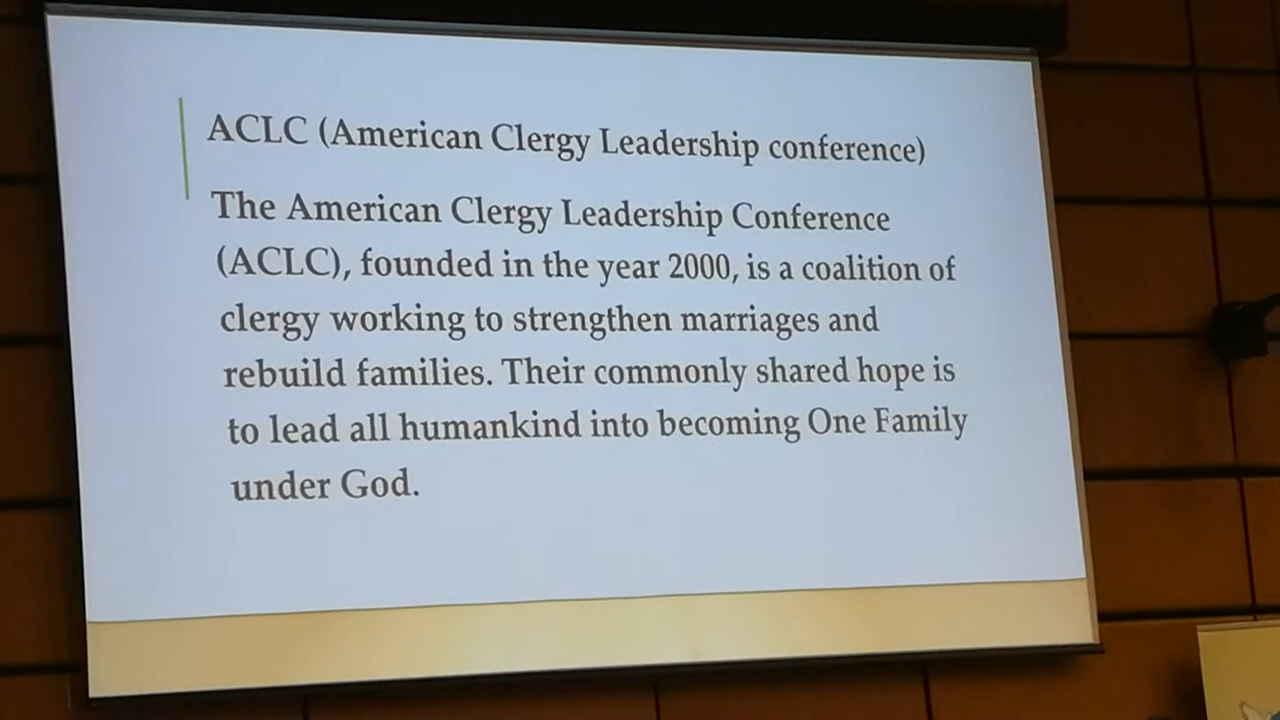 ACLC (American Clergy Leadership conference)
The American Clergy Leadership Conference
(ACLC), founded in the year 2000, is a coalition of
clergy working to strengthen marriages and
rebuild families. Their commonly shared hope is
to lead all humankind into becoming One Family
under God.